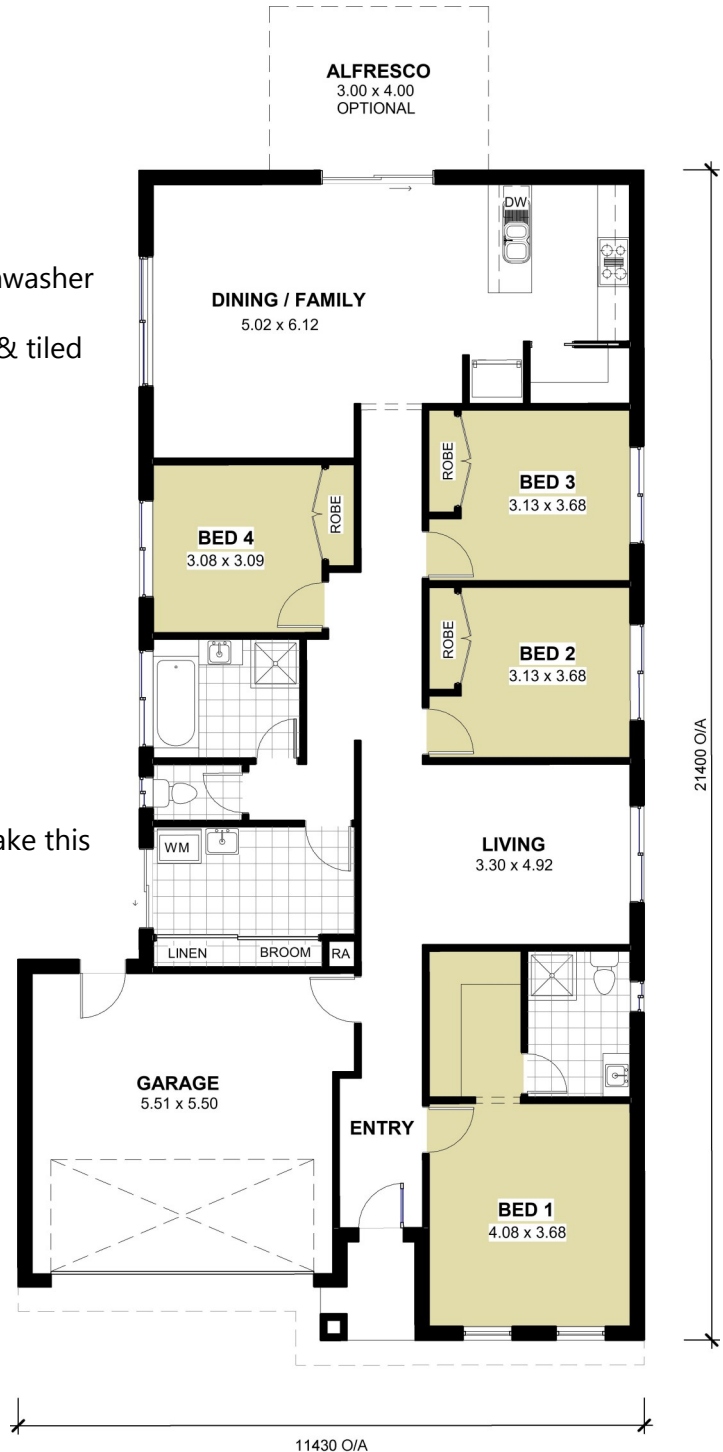 ALFRESCO
3.00 x 4.00
OPTIONAL
DW
washer
DINING / FAMILY
5.02 x 6.12
& tiled
ROBE
BED 3
3.13 x 3.68
ROBE
BED 4
3.08 x 3.09
ROBE
BED 2
3.13 x 3.68
21400 O/A
ake this
WM
LIVING
3.30 x 4.92
LINEN
BROOM
RA
GARAGE
5.51 x 5.50
ENTRY
BED 1
4.08 x 3.68
11430 O/A